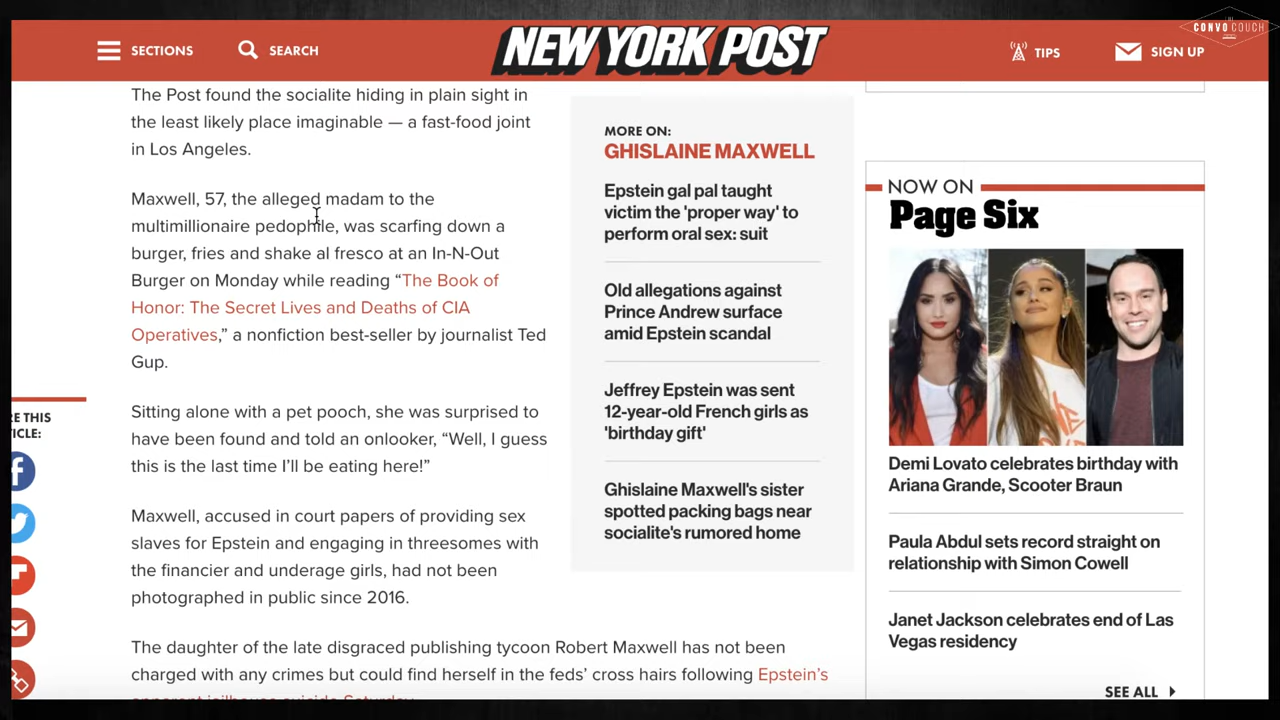 THE
CONVO COUCH
SECTIONS
SEARCH
NEW YORK POST
TIPS
SIGN UP
The Post found the socialite hiding in plain sight in
the least likely place imaginable — a fast-food joint
in Los Angeles.
Maxwell, 57, the alleged madam to the
multimillionaire pedophile, was scarfing down a
burger, fries and shake al fresco at an In-N-Out
Burger on Monday while reading “The Book of
Honor: The Secret Lives and Deaths of CIA
Operatives,” a nonfiction best-seller by journalist Ted
Gup.
Sitting alone with a pet pooch, she was surprised to
have been found and told an onlooker, “Well, I guess
this is the last time I’ll be eating here!”
Maxwell, accused in court papers of providing sex
slaves for Epstein and engaging in threesomes with
the financier and underage girls, had not been
photographed in public since 2016.
The daughter of the late disgraced publishing tycoon Robert Maxwell has not been
charged with any crimes but could find herself in the feds’ cross hairs following Epstein’s
apparent jailhouse suicide Saturday
RE THIS
ICLE:
MORE ON:
GHISLAINE MAXWELL
Epstein gal pal taught
victim the 'proper way' to
perform oral sex: suit
Old allegations against
Prince Andrew surface
amid Epstein scandal
Jeffrey Epstein was sent
12-year-old French girls as
'birthday gift'
Ghislaine Maxwell's sister
spotted packing bags near
socialite's rumored home
NOW ON
Page Six
Demi Lovato celebrates birthday with
Ariana Grande, Scooter Braun
Paula Abdul sets record straight on
relationship with Simon Cowell
Janet Jackson celebrates end of Las
Vegas residency
SEE ALL